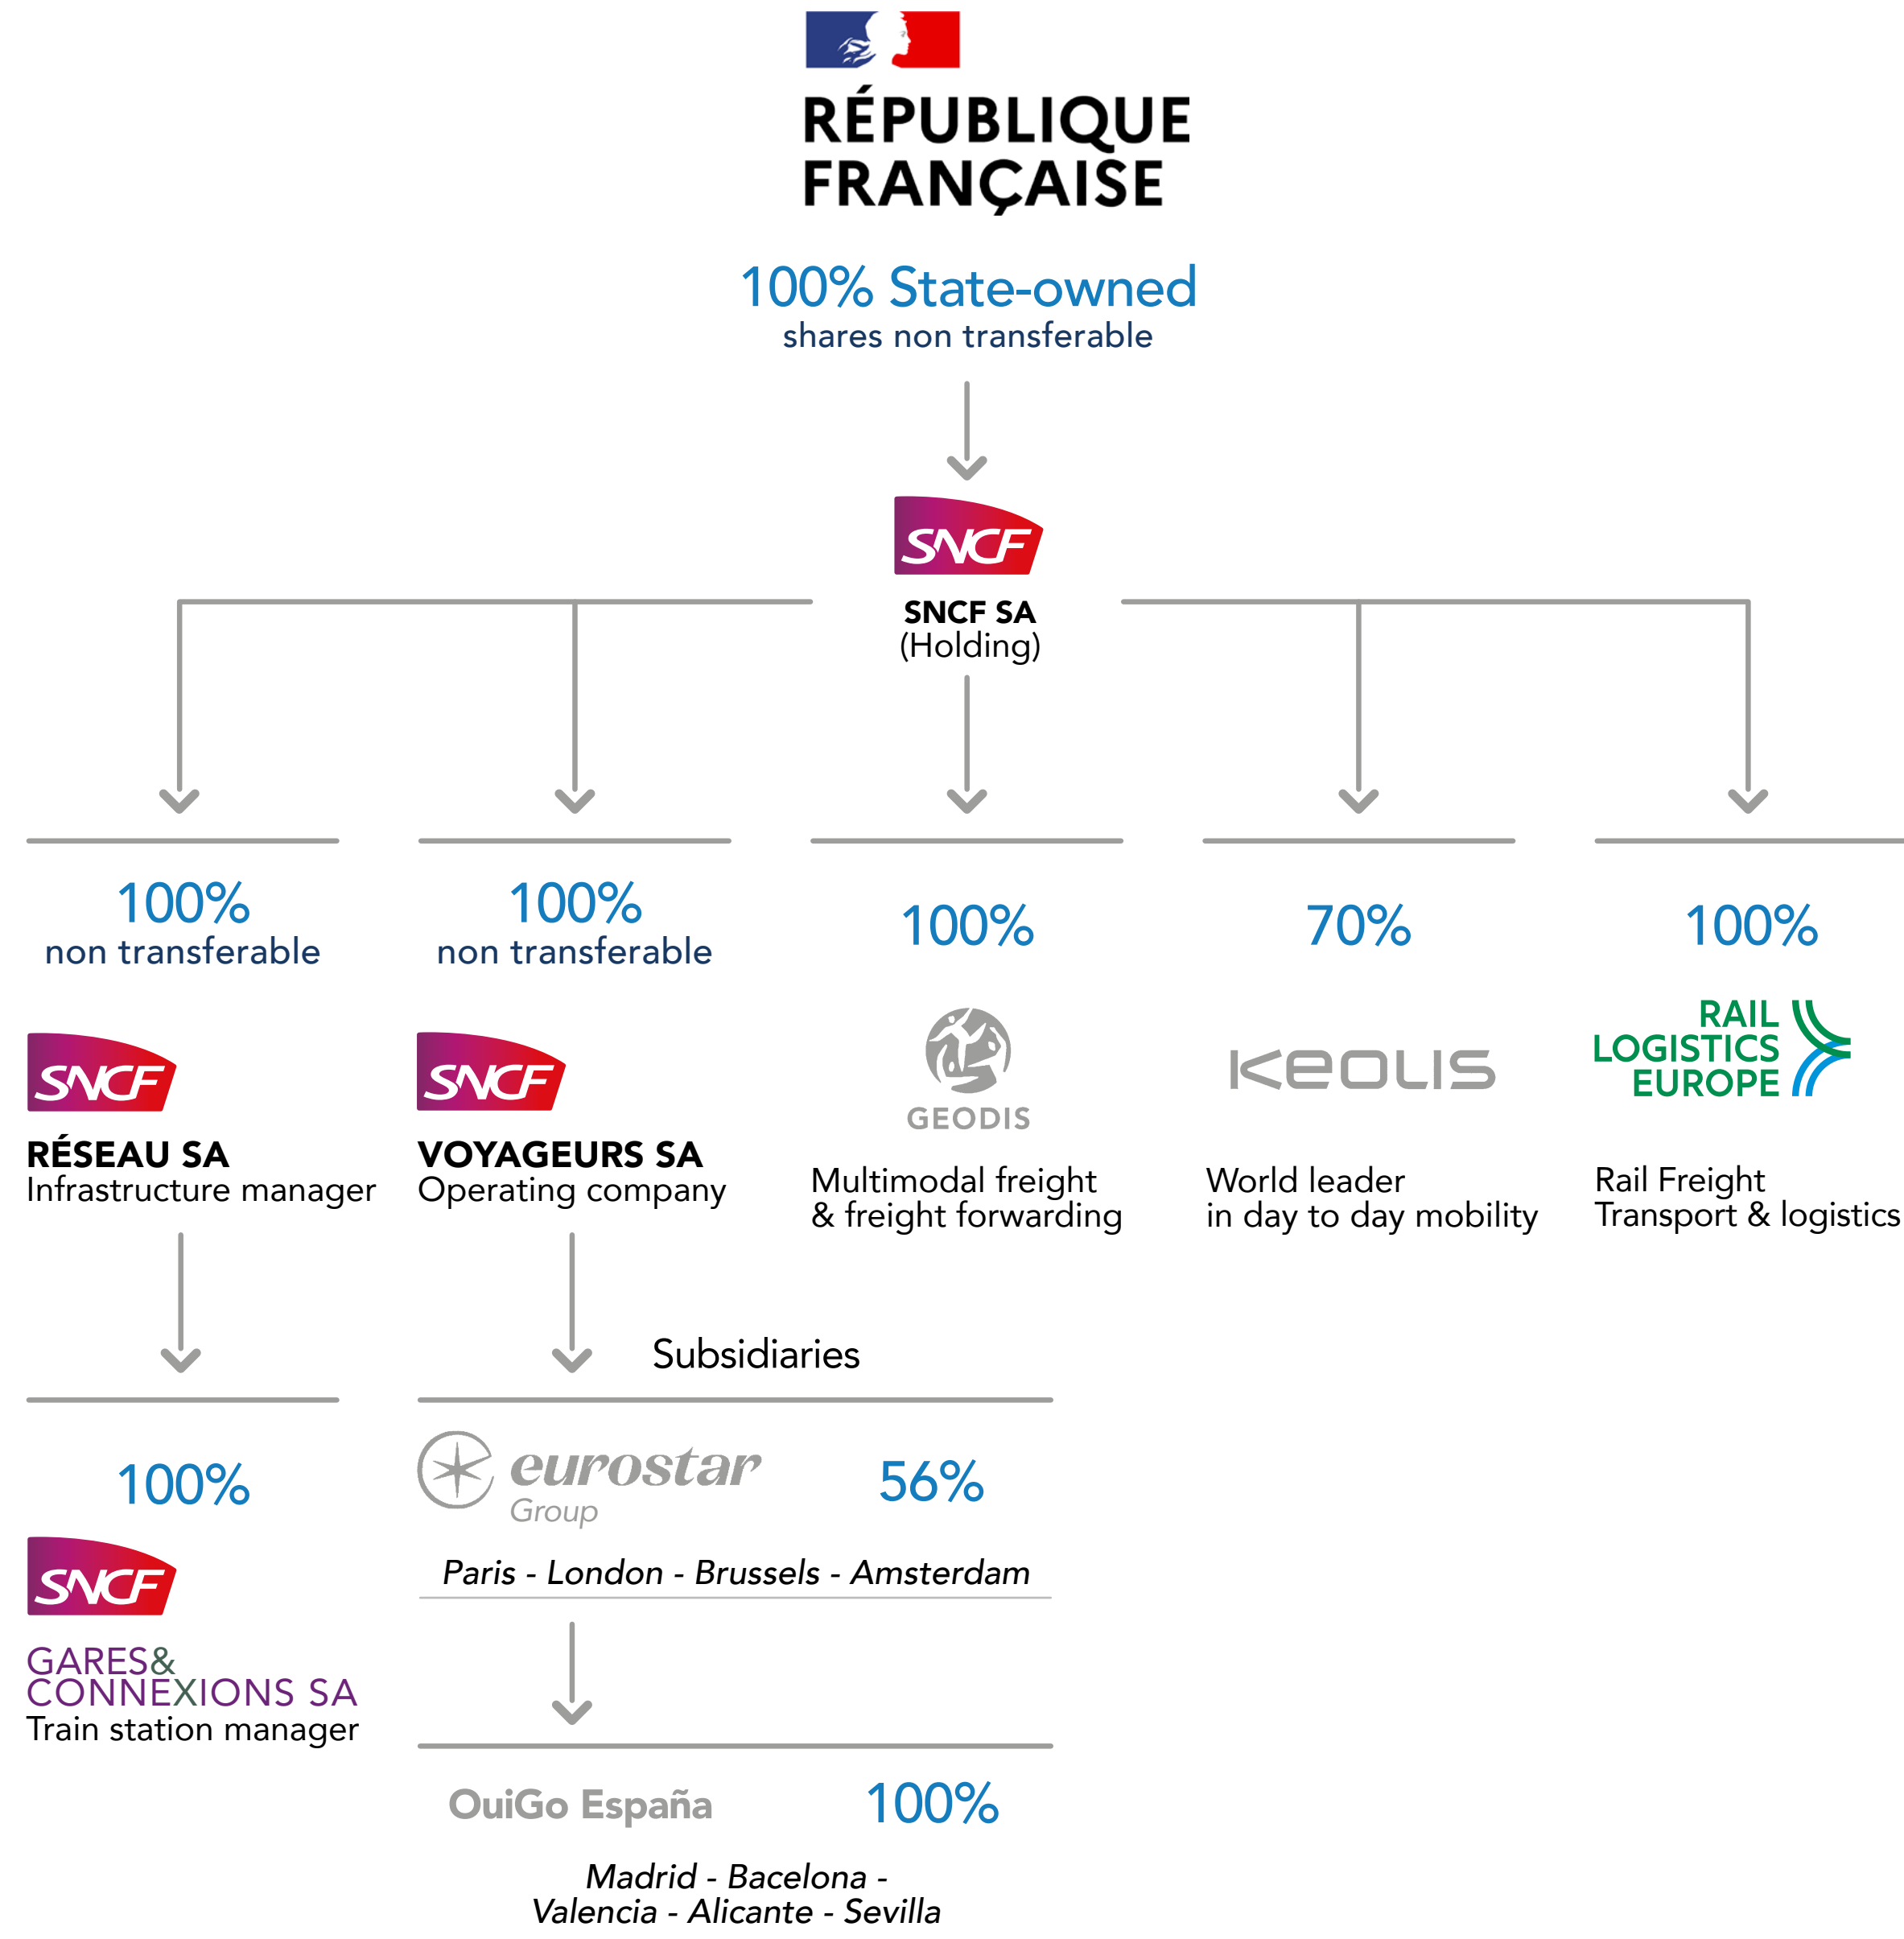 RÉPUBLIQUE
FRANÇAISE
100% State-owned
shares non transferable
SNCF
SNCF SA
(Holding)
100%
non transferable
SNCF
RÉSEAU SA
Infrastructure manager
100%
non transferable
SNCF
VOYAGEURS SA
Operating company
100%
GEODIS
Multimodal freight
& freight forwarding
70%
KEOLIS
World leader
in day to day mobility
100%
RAIL
LOGISTICS
EUROPE
Rail Freight
Transport & logistics
100%
SNCF
GARES&
CONNEXIONS SA
Train station manager
Subsidiaries
eurostar
Group
56%
Paris - London - Brussels - Amsterdam
OuiGo España
100%
Madrid - Bacelona -
Valencia - Alicante - Sevilla